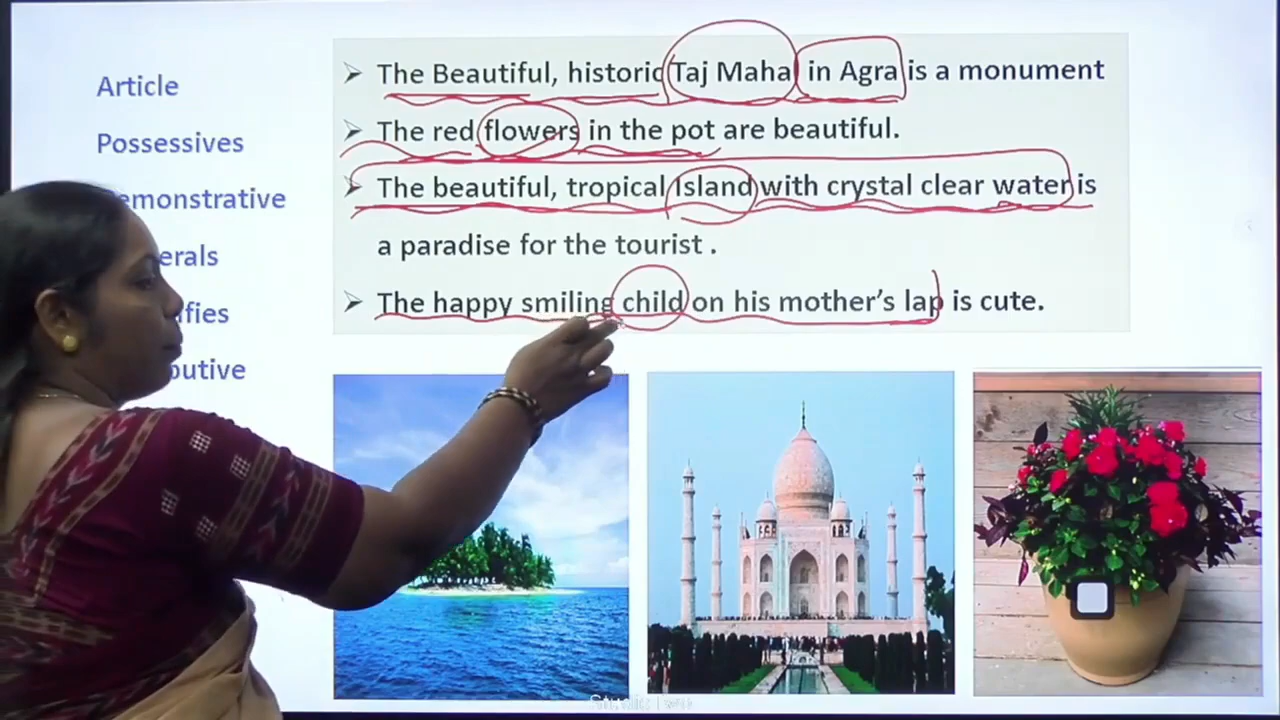 Article
Possessives
emonstrative
erals
fies
butive
➢ The Beautiful, historic Taj Mahal in Agra is a monument
➢ The red flowers in the pot are beautiful.
➢ The beautiful, tropical Island with crystal clear water is
a paradise for the tourist .
➢ The happy smiling child on his mother's lap is cute.